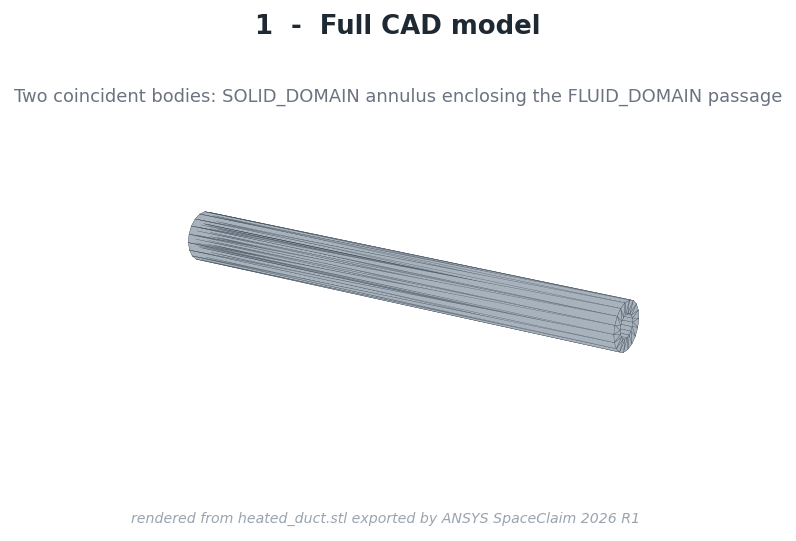 1 - Full CAD model
Two coincident bodies: SOLID_DOMAIN annulus enclosing the FLUID_DOMAIN passage
rendered from heated_duct.stl exported by ANSYS SpaceClaim 2026 R1